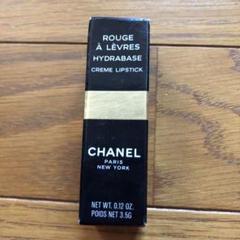 ROUGE
À LÈVRES
HYDRABASE
CREME LIPSTICK
CHANEL
PARIS
NEW YORK
NET WT. 0.12 OZ.
POIDS NET 3.5G